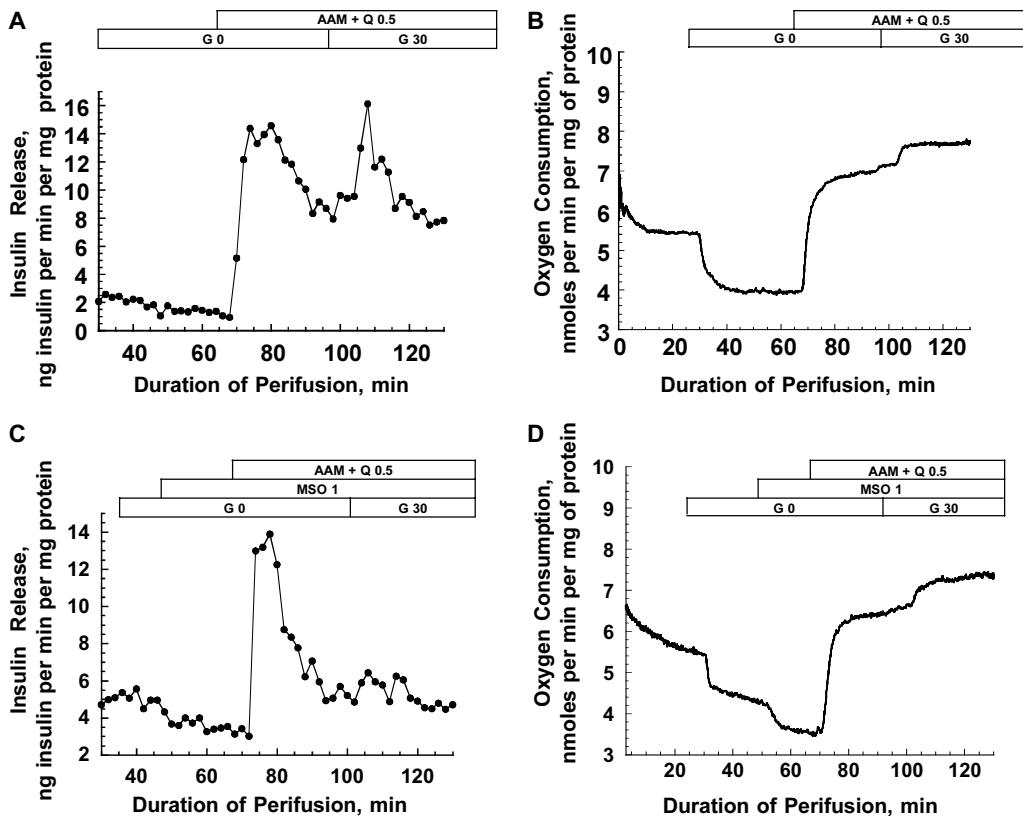 A
AAM + Q 0.5
G 0
G 30
Insulin Release,
ng insulin per min per mg protein
16
14
12
10
8
6
4
2
0
40
60
80
100
120
Duration of Perifusion, min
B
AAM + Q 0.5
G 0
G 30
Oxygen Consumption,
nmoles per min per mg of protein
10
9
8
7
6
5
4
3
0
20
40
60
80
100
120
Duration of Perifusion, min
C
AAM + Q 0.5
MSO 1
G 0
G 30
Insulin Release,
ng insulin per min per mg protein
14
12
10
8
6
4
2
40
60
80
100
120
Duration of Perifusion, min
D
AAM + Q 0.5
MSO 1
G 0
G 30
Oxygen Consumption,
nmoles per min per mg of protein
10
9
8
7
6
5
4
3
20
40
60
80
100
120
Duration of Perifusion, min